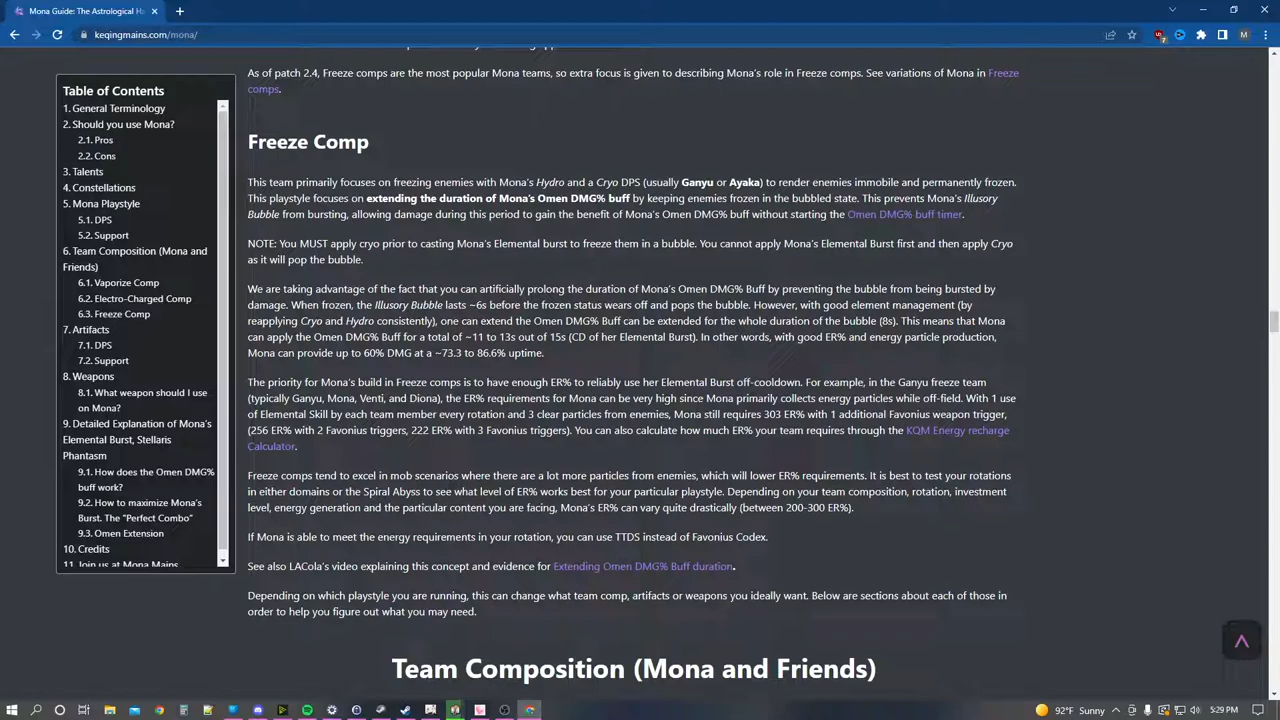 Mona Guide: The Astrological Ha
keqingmains.com/mona/
As of patch 2.4, Freeze comps are the most popular Mona teams, so extra focus is given to describing Mona's role in Freeze comps. See variations of Mona in Freeze
comps.
Table of Contents
1. General Terminology
2. Should you use Mona?
2.1. Pros
2.2. Cons
3. Talents
4. Constellations
5. Mona Playstyle
5.1. DPS
5.2. Support
6. Team Composition (Mona and
Friends)
6.1. Vaporize Comp
6.2. Electro-Charged Comp
6.3. Freeze Comp
7. Artifacts
7.1. DPS
7.2. Support
8. Weapons
8.1. What weapon should I use
on Mona?
9. Detailed Explanation of Mona's
Elemental Burst, Stellaris
Phantasm
9.1. How does the Omen DMG%
buff work?
9.2. How to maximize Mona's
Burst. The "Perfect Combo"
9.3. Omen Extension
10. Credits
11. Join us at Mona Mains
Freeze Comp
This team primarily focuses on freezing enemies with Mona's Hydro and a Cryo DPS (usually Ganyu or Ayaka) to render enemies immobile and permanently frozen.
This playstyle focuses on extending the duration of Mona's Omen DMG% buff by keeping enemies frozen in the bubbled state. This prevents Mona's Illusory
Bubble from bursting, allowing damage during this period to gain the benefit of Mona's Omen DMG% buff without starting the Omen DMG% buff timer.
NOTE: You MUST apply cryo prior to casting Mona's Elemental burst to freeze them in a bubble. You cannot apply Mona's Elemental Burst first and then apply Cryo
as it will pop the bubble.
We are taking advantage of the fact that you can artificially prolong the duration of Mona's Omen DMG% Buff by preventing the bubble from being bursted by
damage. When frozen, the Illusory Bubble lasts ~6s before the frozen status wears off and pops the bubble. However, with good element management (by
reapplying Cryo and Hydro consistently), one can extend the Omen DMG% Buff can be extended for the whole duration of the bubble (8s). This means that Mona
can apply the Omen DMG% Buff for a total of ~11 to 13s out of 15s (CD of her Elemental Burst). In other words, with good ER% and energy particle production,
Mona can provide up to 60% DMG at a ~73.3 to 86.6% uptime.
The priority for Mona's build in Freeze comps is to have enough ER% to reliably use her Elemental Burst off-cooldown. For example, in the Ganyu freeze team
(typically Ganyu, Mona, Venti, and Diona), the ER% requirements for Mona can be very high since Mona primarily collects energy particles while off-field. With 1 use
of Elemental Skill by each team member every rotation and 3 clear particles from enemies, Mona still requires 303 ER% with 1 additional Favonius weapon trigger,
(256 ER% with 2 Favonius triggers, 222 ER% with 3 Favonius triggers). You can also calculate how much ER% your team requires through the KQM Energy recharge
Calculator.
Freeze comps tend to excel in mob scenarios where there are a lot more particles from enemies, which will lower ER% requirements. It is best to test your rotations
in either domains or the Spiral Abyss to see what level of ER% works best for your particular playstyle. Depending on your team composition, rotation, investment
level, energy generation and the particular content you are facing, Mona's ER% can vary quite drastically (between 200-300 ER%).
If Mona is able to meet the energy requirements in your rotation, you can use TTDS instead of Favonius Codex.
See also LACola's video explaining this concept and evidence for Extending Omen DMG% Buff duration.
Depending on which playstyle you are running, this can change what team comp, artifacts or weapons you ideally want. Below are sections about each of those in
order to help you figure out what you may need.
Team Composition (Mona and Friends)
92°F Sunny
5:29 PM